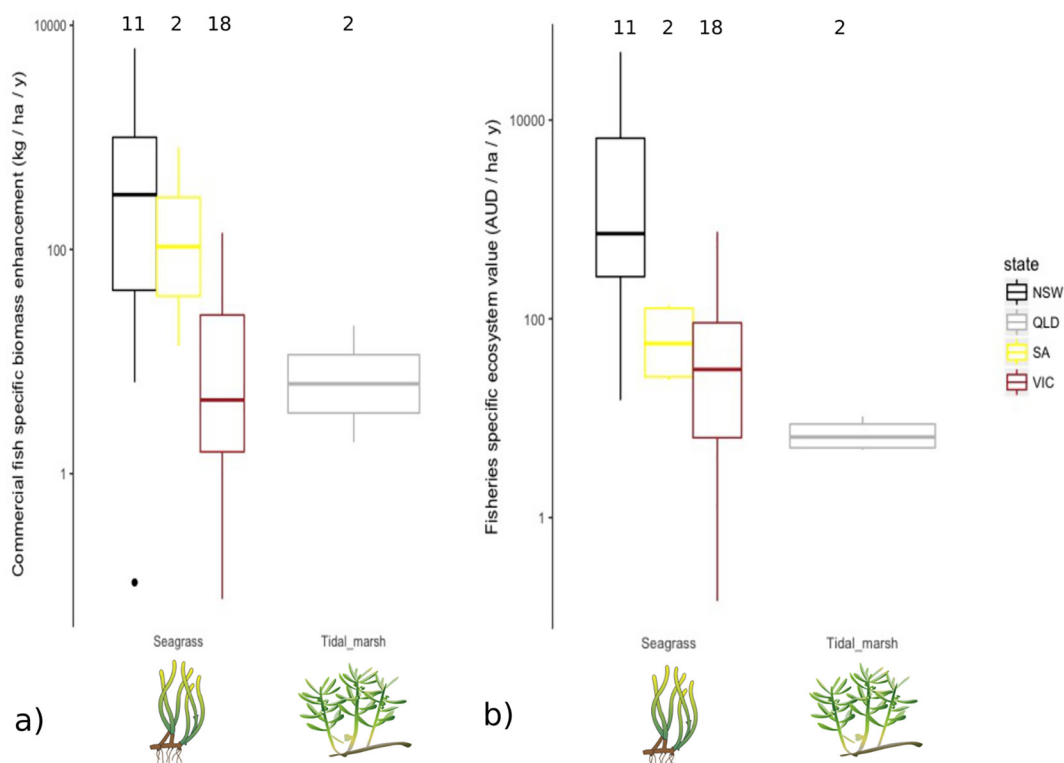 Commercial fish specific biomass enhancement (kg / ha / y)
10000
100
1
11 2 18 2
Seagrass Tidal_marsh
a)
Fisheries specific ecosystem value (AUD / ha / y)
10000
100
1
11 2 18 2
Seagrass Tidal_marsh
b)
state
NSW
QLD
SA
VIC